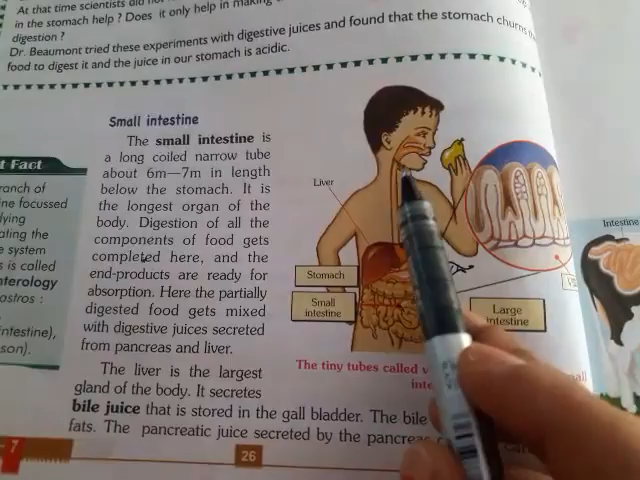 At that time scientists did
in the stomach help ? Does it only help in making
digestion ?
Dr. Beaumont tried these experiments with digestive juices and found that the stomach churns
food to digest it and the juice in our stomach is acidic.
Small intestine
The small intestine is
a long coiled narrow tube
about 6m—7m in length
below the stomach. It is
the longest organ of the
body. Digestion of all the
components of food gets
completed here, and the
end-products are ready for
absorption. Here the partially
digested food gets mixed
with digestive juices secreted
from pancreas and liver.
The liver is the largest
gland of the body. It secretes
bile juice that is stored in the gall bladder. The bile
fats. The pancreatic juice secreted by the pancreas
t Fact
ranch of
ine focussed
lying
ating the
e system
s is called
nterology
astros :
intestine),
son).
Liver
Stomach
Small
intestine
Large
intestine
The tiny tubes called
Intestine
7
26